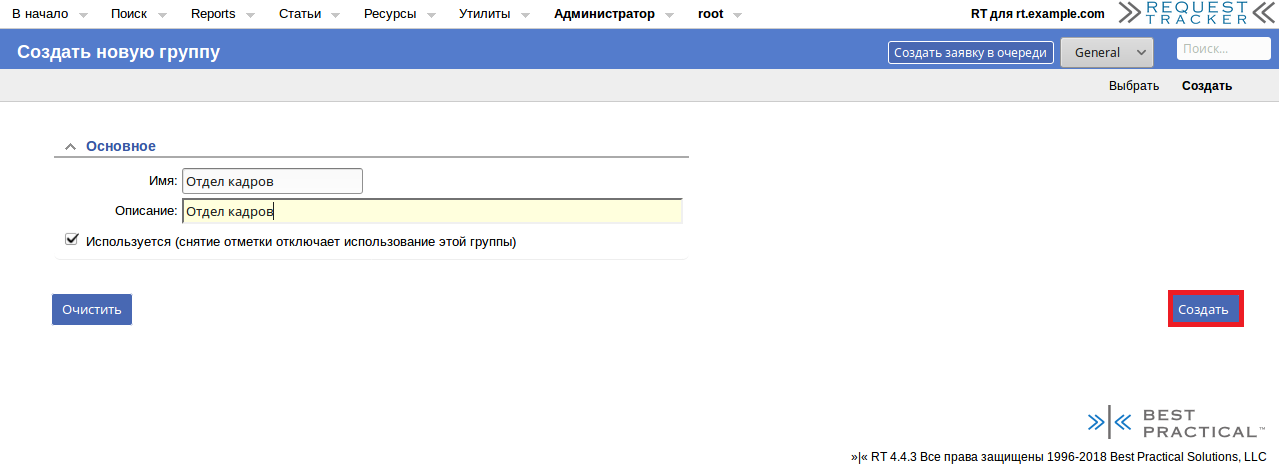 В начало Поиск Reports Статьи Ресурсы Утилиты Администратор root RT для rt.example.com REQUEST TRACKER
Создать новую группу Создать заявку в очереди General Поиск...
Выбрать Создать
Основное
Имя: Отдел кадров
Описание: Отдел кадров
Используется (снятие отметки отключает использование этой группы)
Очистить Создать
BEST
PRACTICAL™
»|« RT 4.4.3 Все права защищены 1996-2018 Best Practical Solutions, LLC